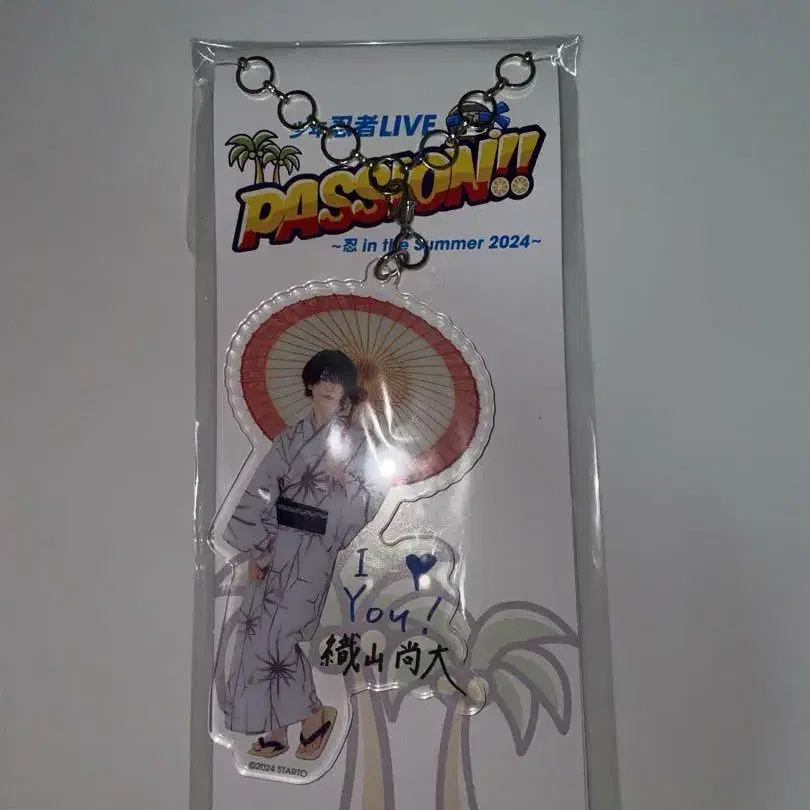 少年忍者LIVE
PASSION!!
~忍 in the Summer 2024~
I ♥
You!
織山尚大
©2024 STARTO